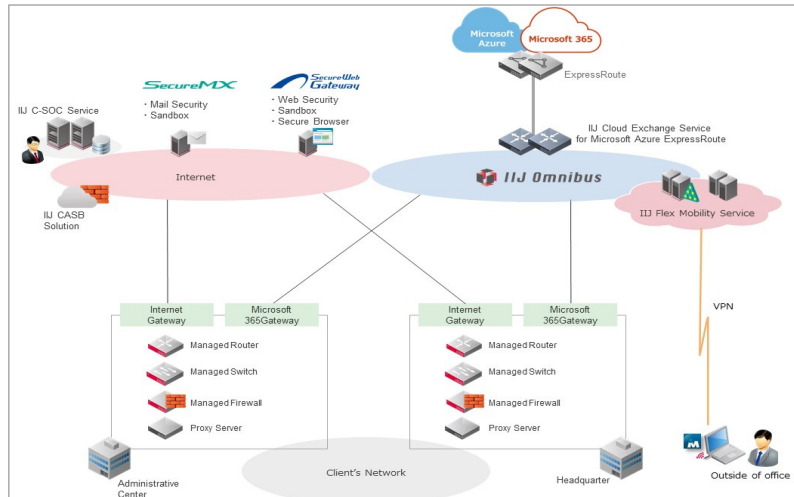 Microsoft
Azure
Microsoft 365
ExpressRoute
SecureMX
・ Mail Security
・ Sandbox
SecureWeb
Gateway
・ Web Security
・ Sandbox
・ Secure Browser
IIJ C-SOC Service
IIJ Cloud Exchange Service
for Microsoft Azure ExpressRoute
Internet
IIJ Omnibus
IIJ CASB
Solution
IIJ Flex Mobility Service
VPN
Internet
Gateway
Microsoft
365Gateway
Managed Router
Managed Switch
Managed Firewall
Proxy Server
Administrative
Center
Internet
Gateway
Microsoft
365Gateway
Managed Router
Managed Switch
Managed Firewall
Proxy Server
Headquarter
Client's Network
M
Outside of office